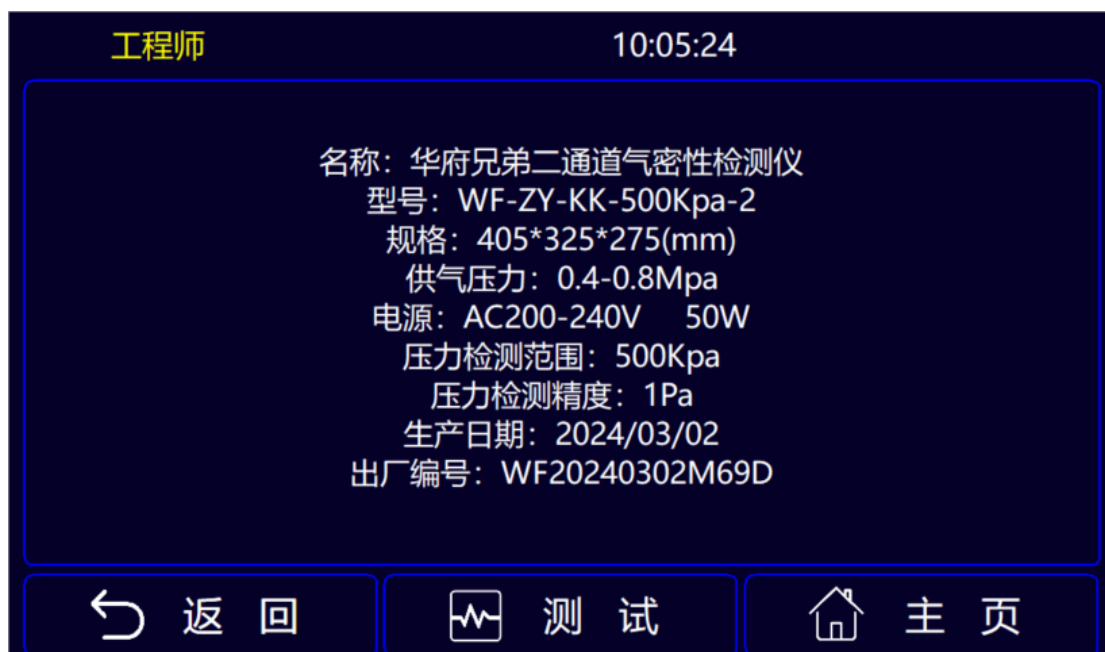 工程师 10:05:24
名称：华府兄弟二通道气密性检测仪
型号：WF-ZY-KK-500Kpa-2
规格：405*325*275(mm)
供气压力：0.4-0.8Mpa
电源：AC200-240V 50W
压力检测范围：500Kpa
压力检测精度：1Pa
生产日期：2024/03/02
出厂编号：WF20240302M69D
返 回 测 试 主 页